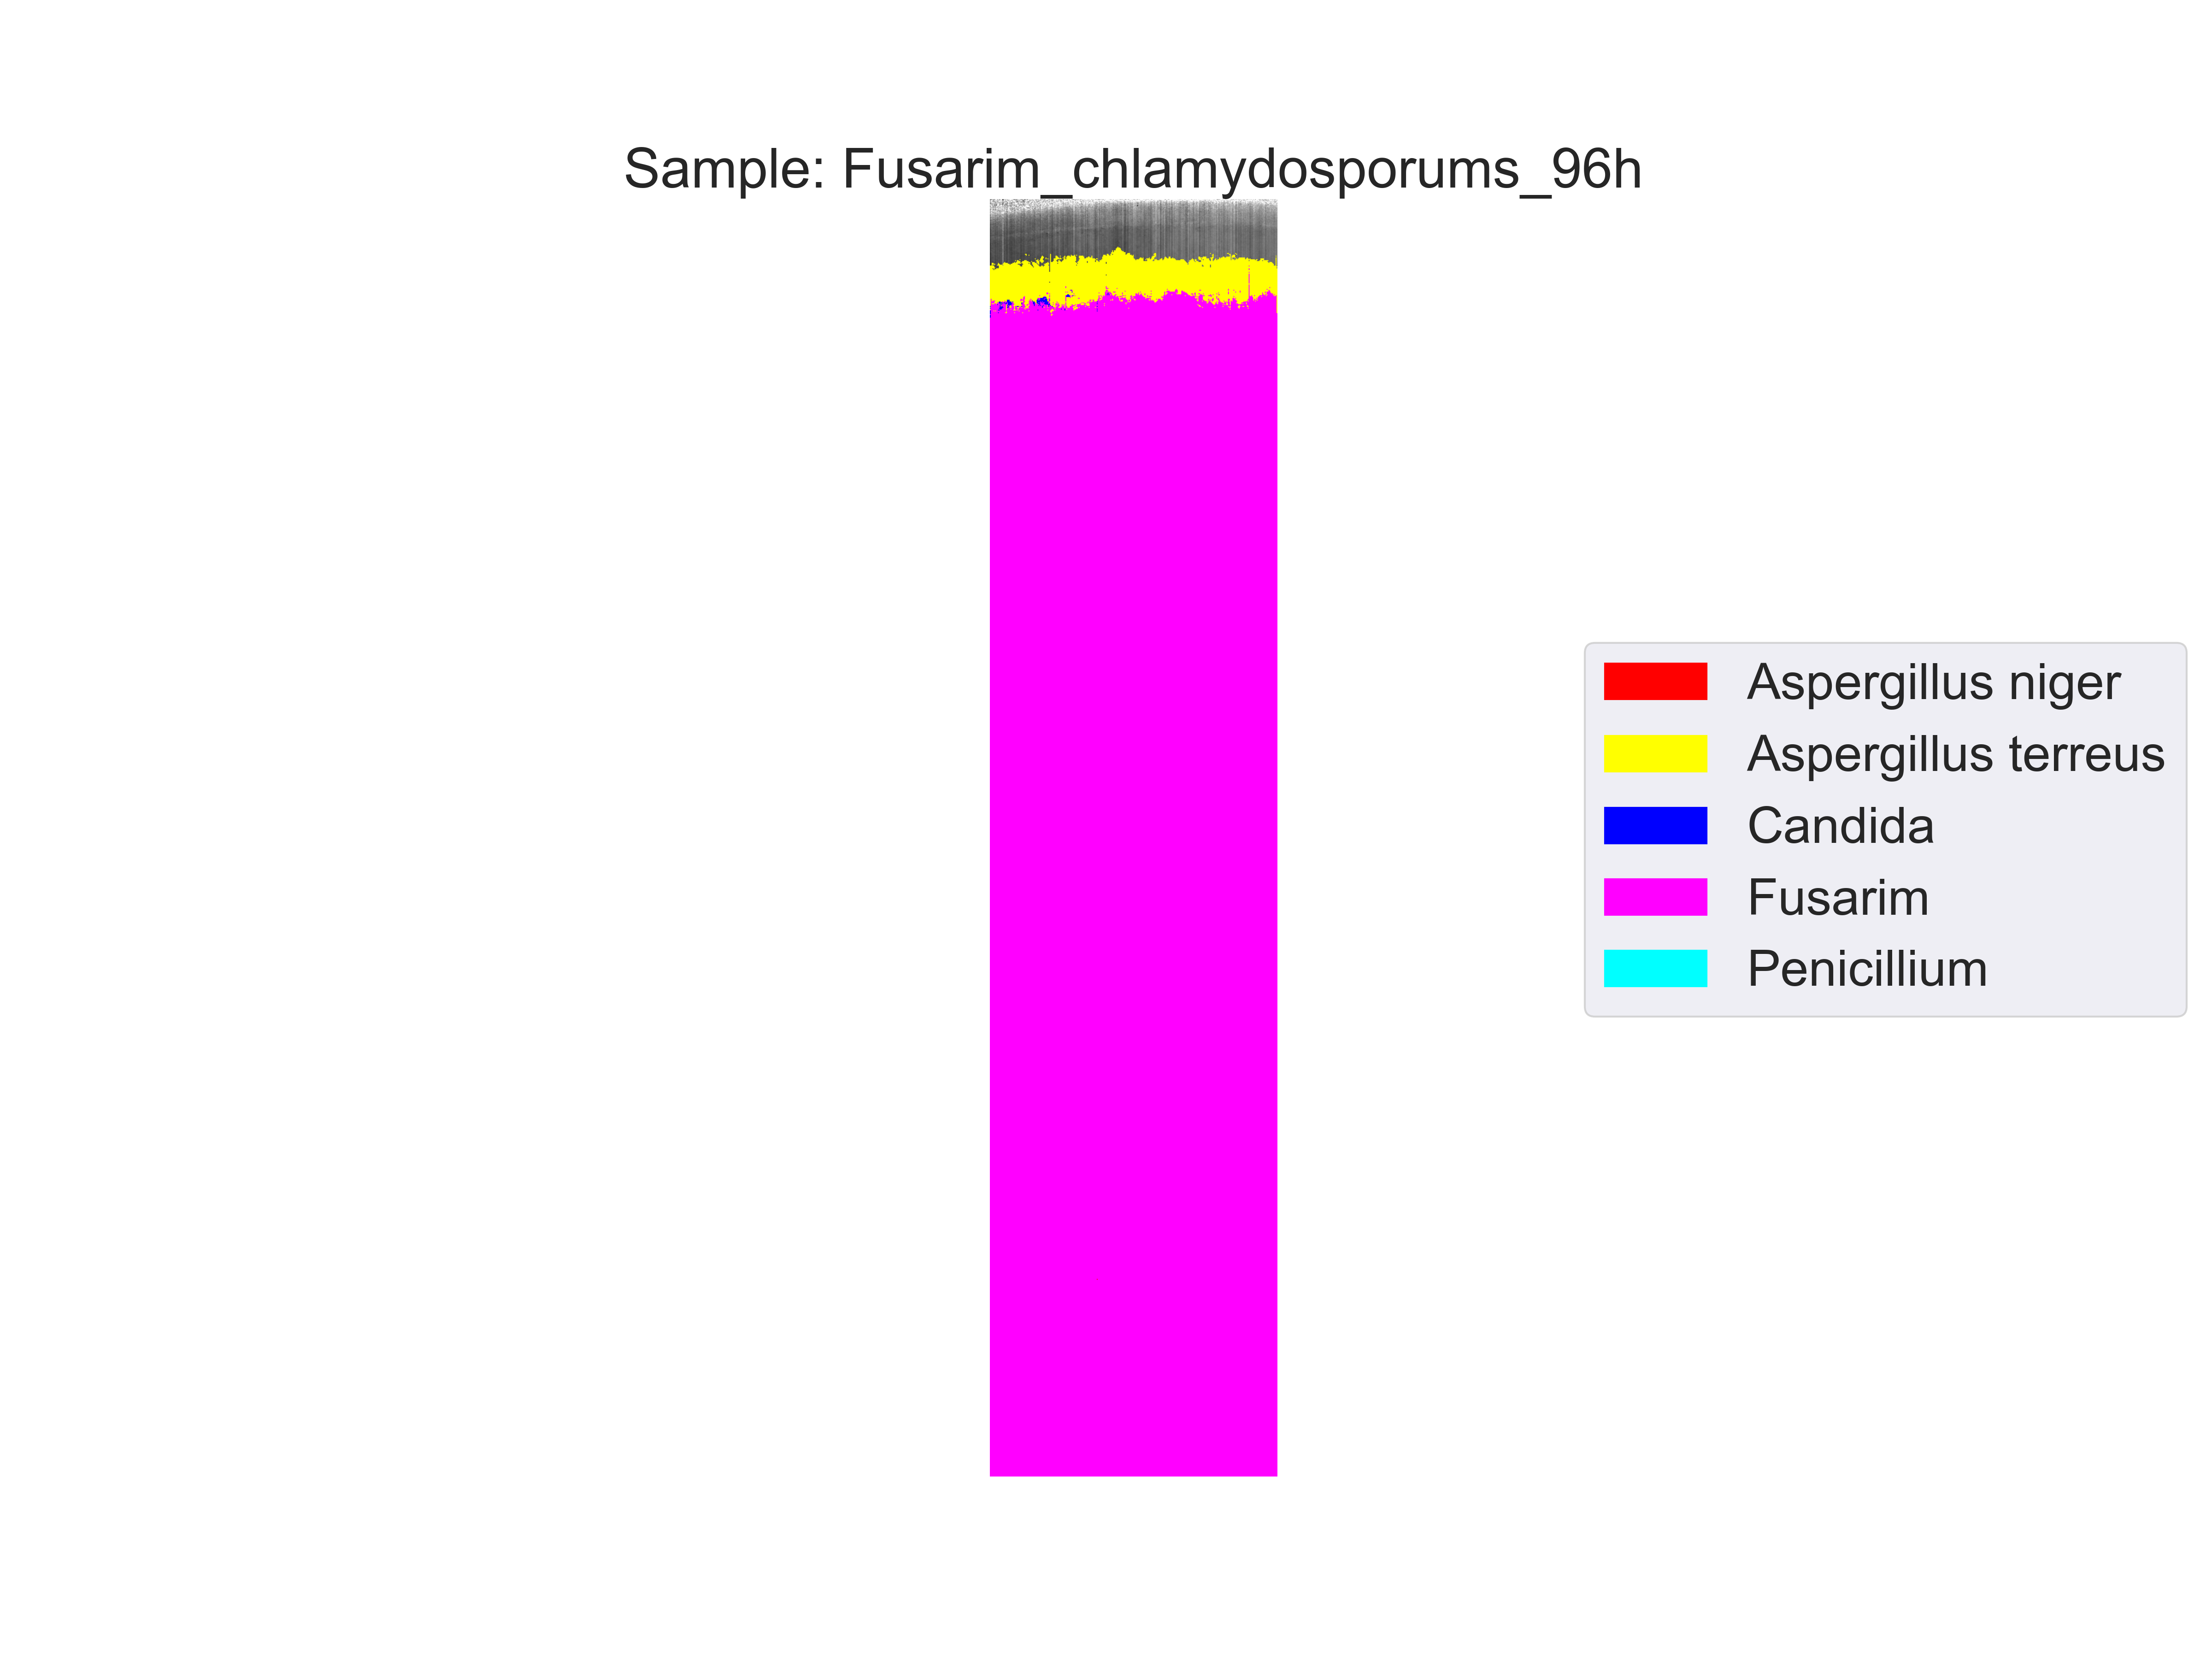 Sample: Fusarim_chlamydosporums_96h
Aspergillus niger
Aspergillus terreus
Candida
Fusarim
Penicillium